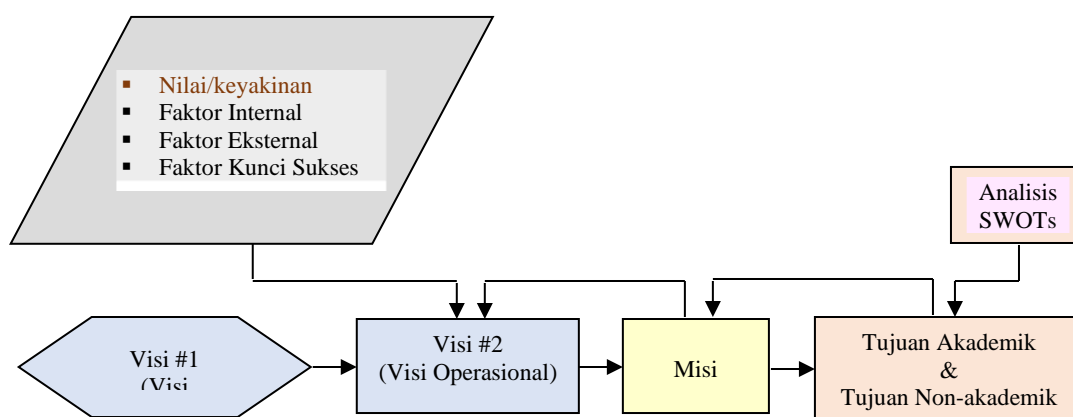 ▪ Nilai/keyakinan
▪ Faktor Internal
▪ Faktor Eksternal
▪ Faktor Kunci Sukses
Analisis
SWOTs
Visi #1
(Visi
Visi #2
(Visi Operasional)
Misi
Tujuan Akademik
&
Tujuan Non-akademik